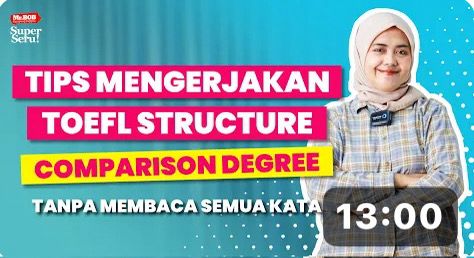 Mr.BOB
Super
Seru!
TIPS MENGERJAKAN
TOEFL STRUCTURE
COMPARISON DEGREE
TANPA MEMBACA SEMUA KATA
13:00